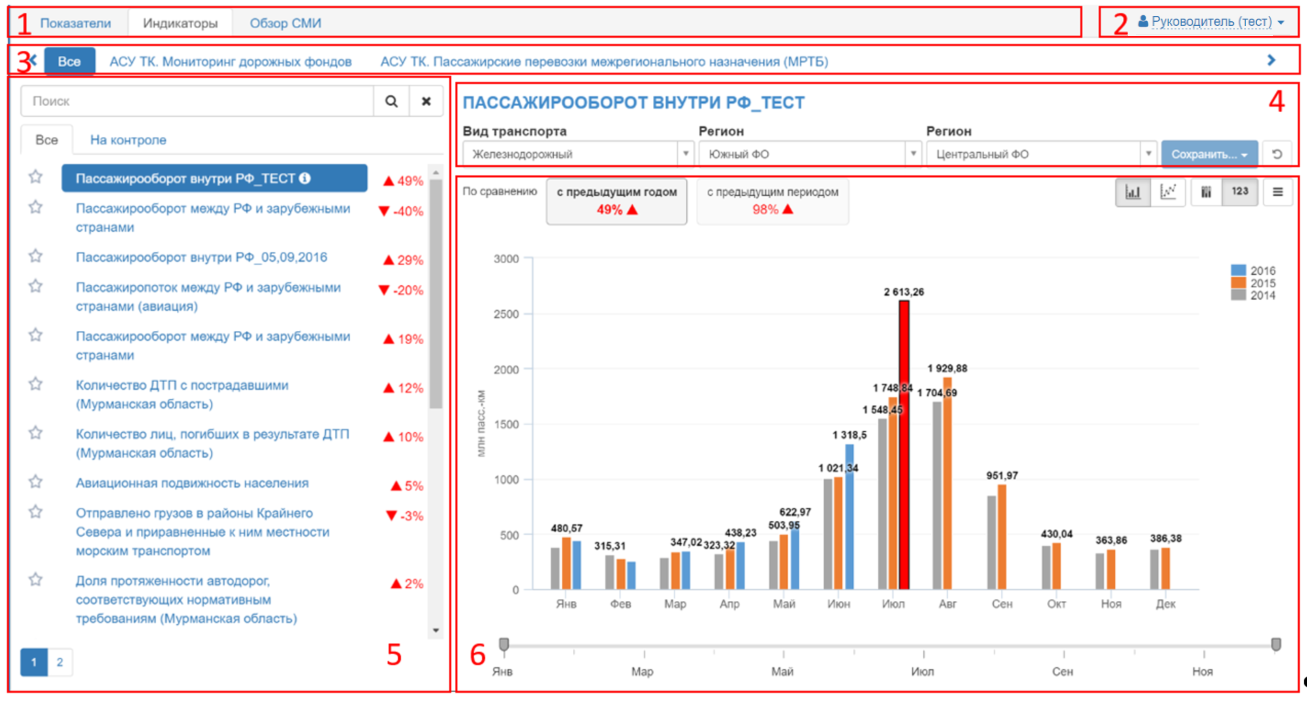 1 Показатели Индикаторы Обзор СМИ 2 Руководитель (тест)
3 Все АСУ ТК. Мониторинг дорожных фондов АСУ ТК. Пассажирские перевозки межрегионального назначения (МРТБ)
Поиск
Все На контроле
Пассажирооборот внутри РФ_ТЕСТ ▲ 49%
Пассажирооборот между РФ и зарубежными ▼ -40%
странами
Пассажирооборот внутри РФ_05,09,2016 ▲ 29%
Пассажиропоток между РФ и зарубежными ▼ -20%
странами (авиация)
Пассажирооборот между РФ и зарубежными ▲ 19%
странами
Количество ДТП с пострадавшими ▲ 12%
(Мурманская область)
Количество лиц, погибших в результате ДТП ▲ 10%
(Мурманская область)
Авиационная подвижность населения ▲ 5%
Отправлено грузов в районы Крайнего ▼ -3%
Севера и приравненные к ним местности
морским транспортом
Доля протяженности автодорог, ▲ 2%
соответствующих нормативным
требованиям (Мурманская область)
1 2 5
ПАССАЖИРООБОРОТ ВНУТРИ РФ_ТЕСТ 4
Вид транспорта Регион Регион
Железнодорожный Южный ФО Центральный ФО Сохранить...
По сравнению с предыдущим годом с предыдущим периодом 123
49% ▲ 98% ▲
2016
2015
2014
млн пасс.-км
3000
2500
2000
1500
1000
500
0
480,57
315,31
347,02
323,32
438,23
503,95
622,97
1 021,34
1 318,5
1 548,45
1 748,84
2 613,26
1 704,69
1 929,88
951,97
430,04
363,86
386,38
Янв Фев Мар Апр Май Июн Июл Авг Сен Окт Ноя Дек
6
Янв Мар Май Июл Сен Ноя